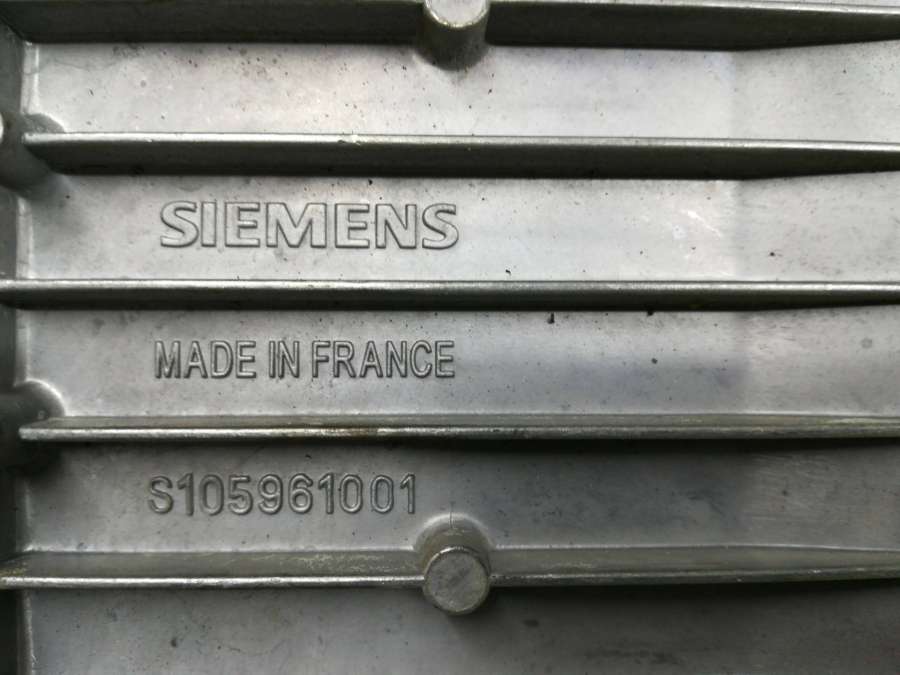 SIEMENS
MADE IN FRANCE
S105961001